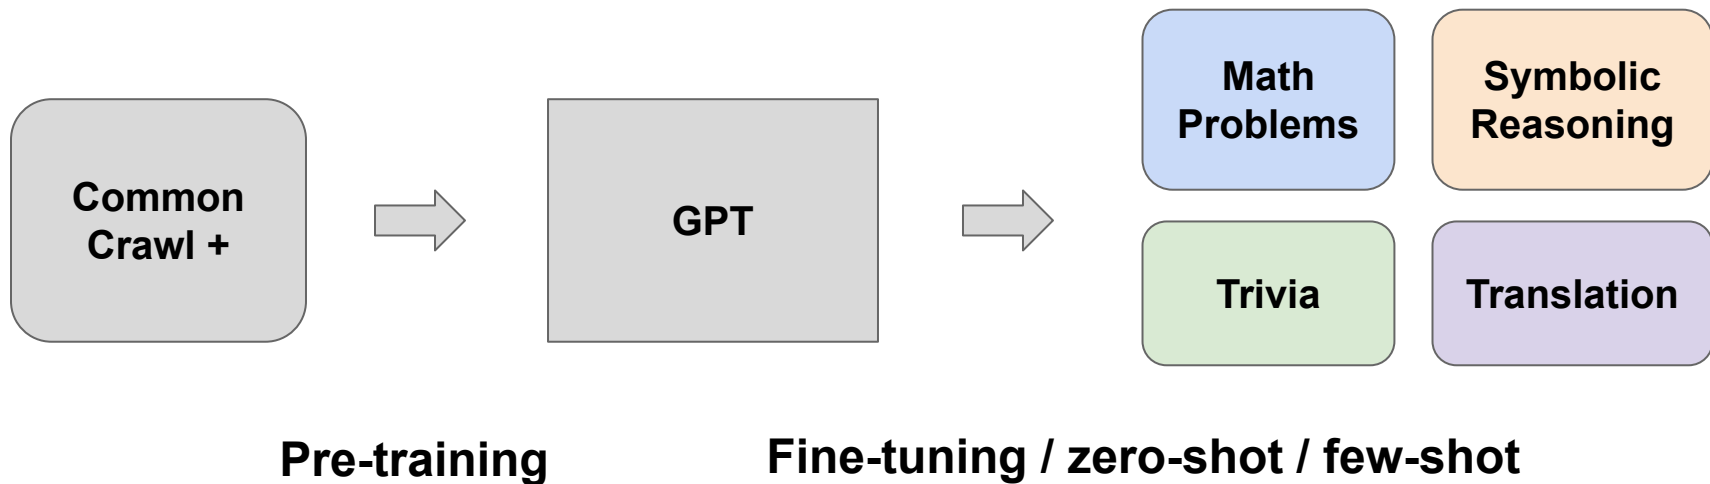 Common
Crawl +
GPT
Math
Problems
Symbolic
Reasoning
Trivia
Translation
Pre-training
Fine-tuning / zero-shot / few-shot